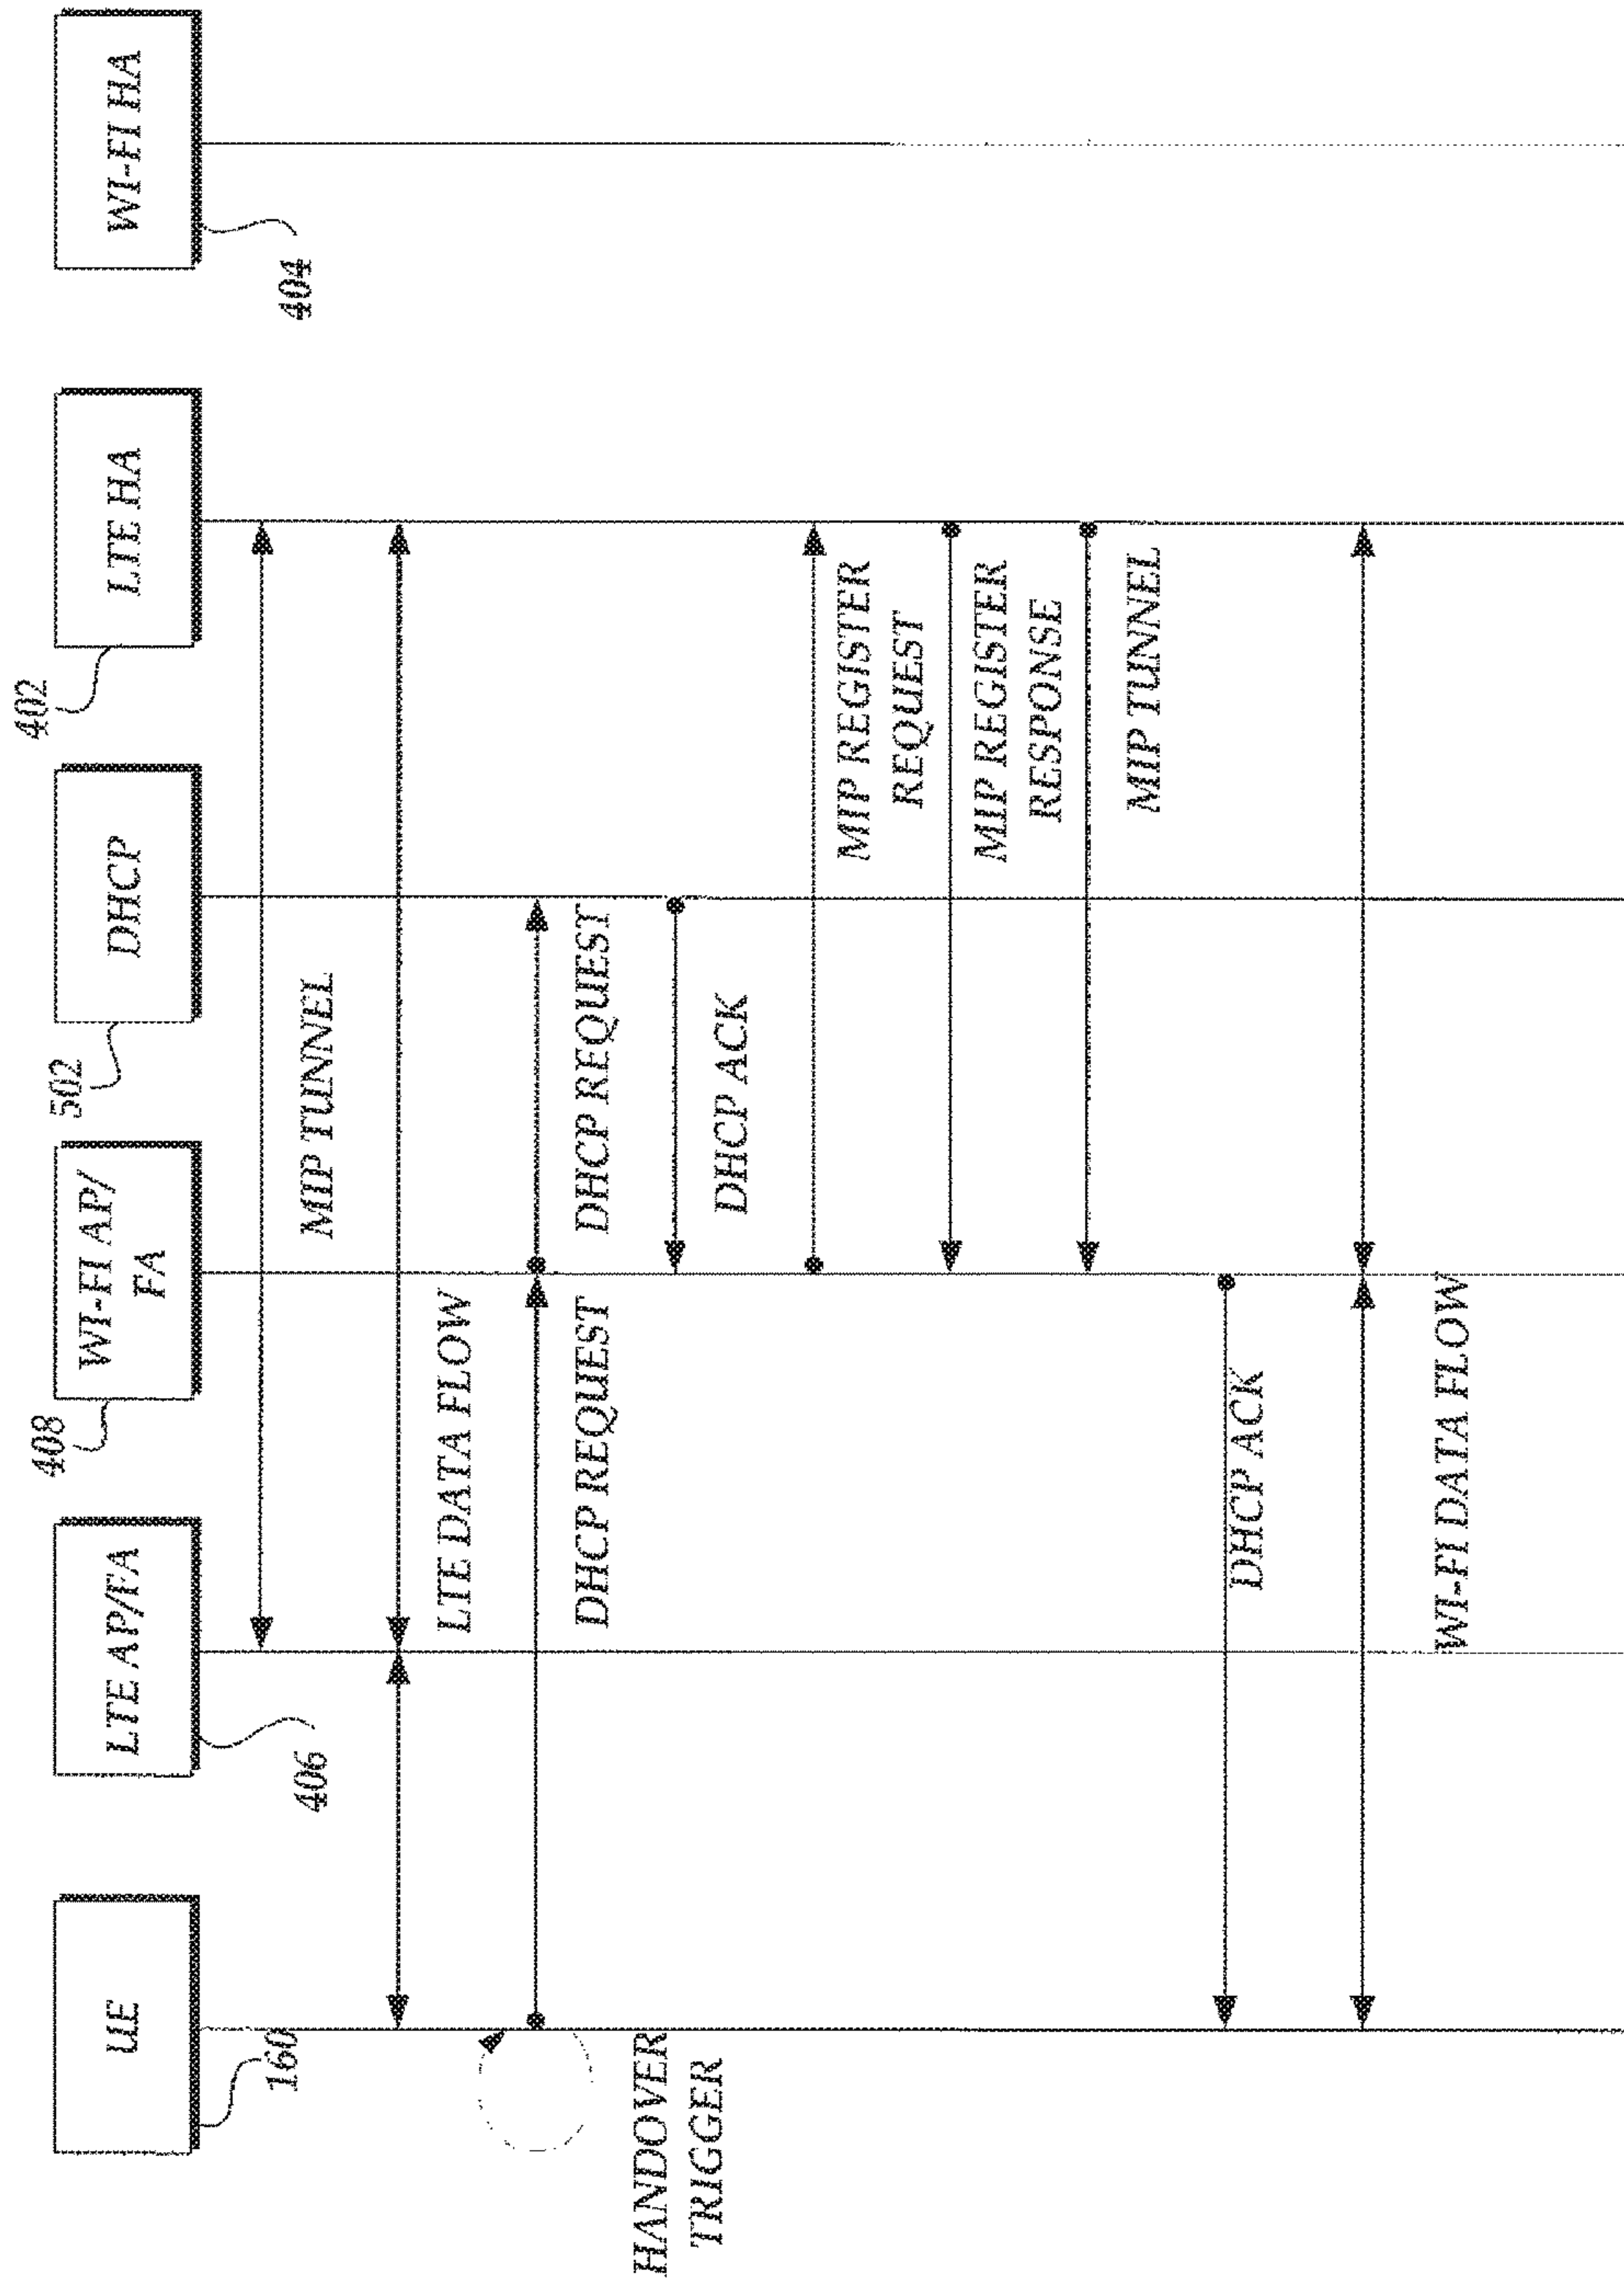 UE
160
LTE AP/FA
406
WI-FI AP/
FA
408
DHCP
502
LTE HA
402
WI-FI HA
404
MIP TUNNEL
LTE DATA FLOW
HANDOVER
TRIGGER
DHCP REQUEST
DHCP REQUEST
DHCP ACK
MIP REGISTER
REQUEST
MIP REGISTER
RESPONSE
MIP TUNNEL
DHCP ACK
WI-FI DATA FLOW